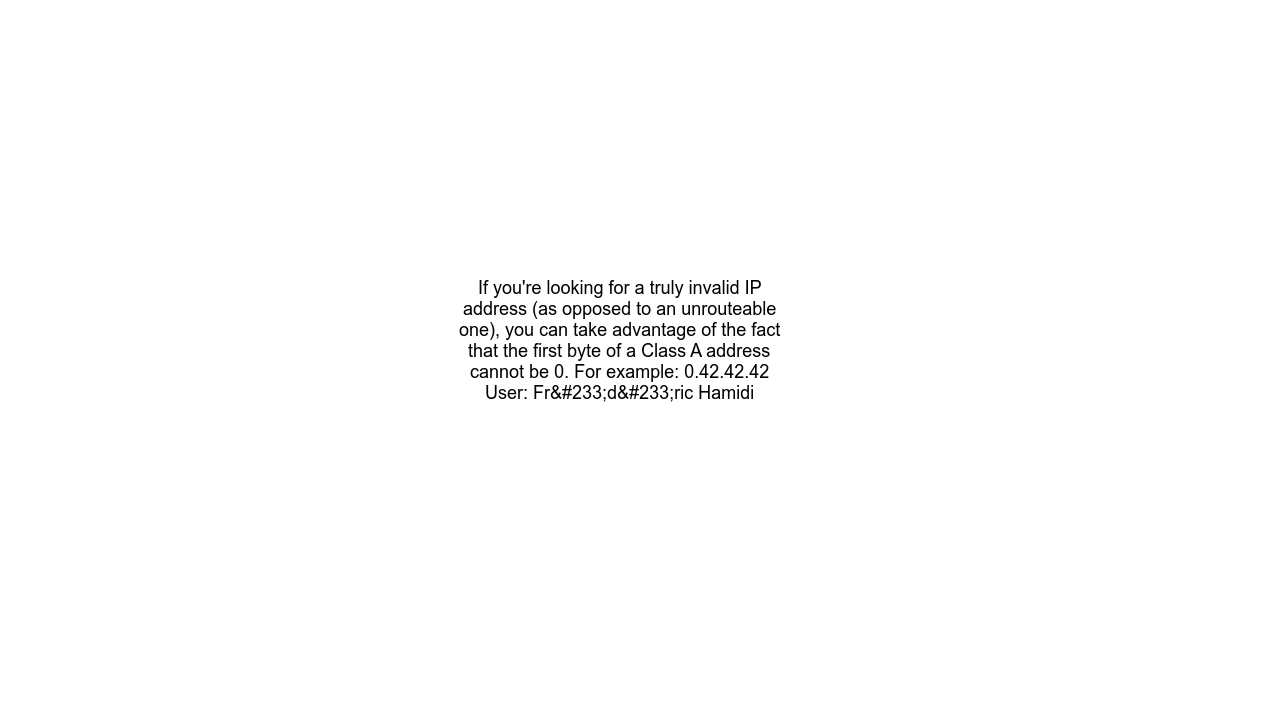 If you're looking for a truly invalid IP
address (as opposed to an unrouteable
one), you can take advantage of the fact
that the first byte of a Class A address
cannot be 0. For example: 0.42.42.42
User: Fr&#233;d&#233;ric Hamidi